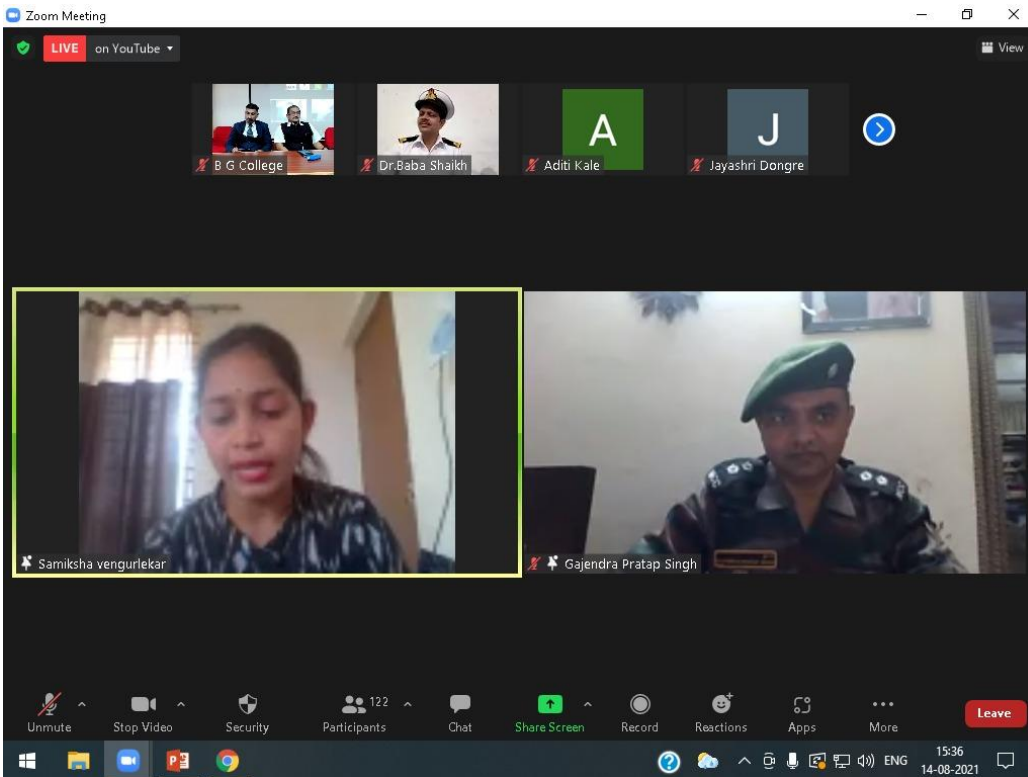 Zoom Meeting
LIVE on YouTube
View
B G College
Dr.Baba Shaikh
A
Aditi Kale
J
Jayashri Dongre
Samiksha vengurlekar
Gajendra Pratap Singh
122
Unmute
Stop Video
Security
Participants
Chat
Share Screen
Record
Reactions
Apps
More
Leave
ENG
15:36
14-08-2021